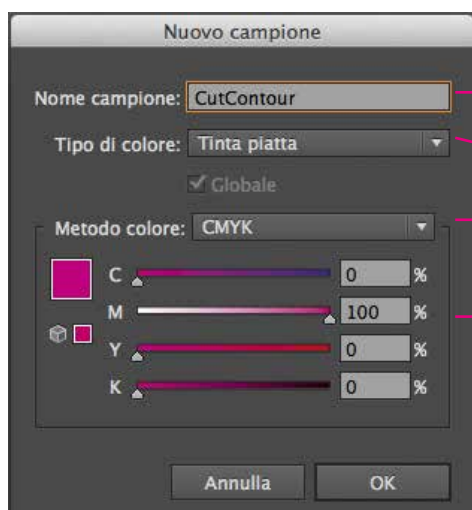 Nuovo campione
Nome campione: CutContour
Tipo di colore: Tinta piatta
Globale
Metodo colore: CMYK
C 0 %
M 100 %
Y 0 %
K 0 %
Annulla OK